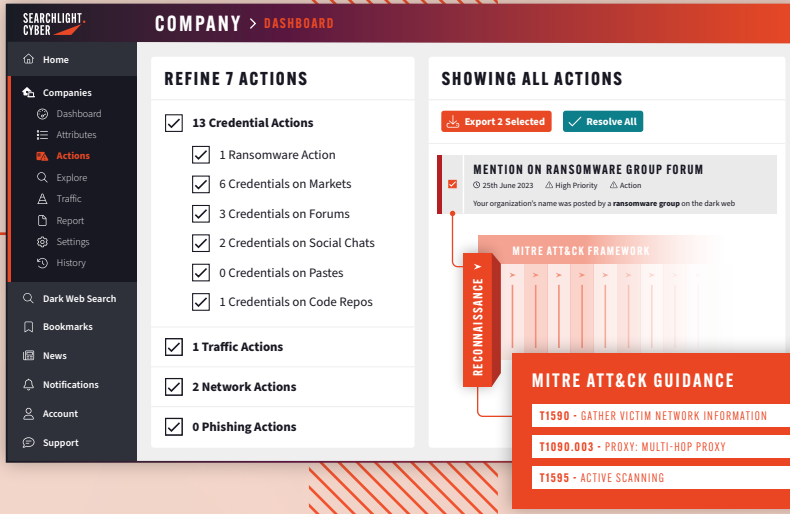 SEARCHLIGHT.
CYBER
COMPANY > DASHBOARD
Home
Companies
Dashboard
Attributes
Actions
Explore
Traffic
Report
Settings
History
Dark Web Search
Bookmarks
News
Notifications
Account
Support
REFINE 7 ACTIONS
13 Credential Actions
1 Ransomware Action
6 Credentials on Markets
3 Credentials on Forums
2 Credentials on Social Chats
0 Credentials on Pastes
1 Credentials on Code Repos
1 Traffic Actions
2 Network Actions
0 Phishing Actions
SHOWING ALL ACTIONS
Export 2 Selected
Resolve All
MENTION ON RANSOMWARE GROUP FORUM
25th June 2023 High Priority Action
Your organization's name was posted by a ransomware group on the dark web
MITRE ATT&CK FRAMEWORK
RECONNAISSANCE
MITRE ATT&CK GUIDANCE
T1590 - GATHER VICTIM NETWORK INFORMATION
T1090.003 - PROXY: MULTI-HOP PROXY
T1595 - ACTIVE SCANNING